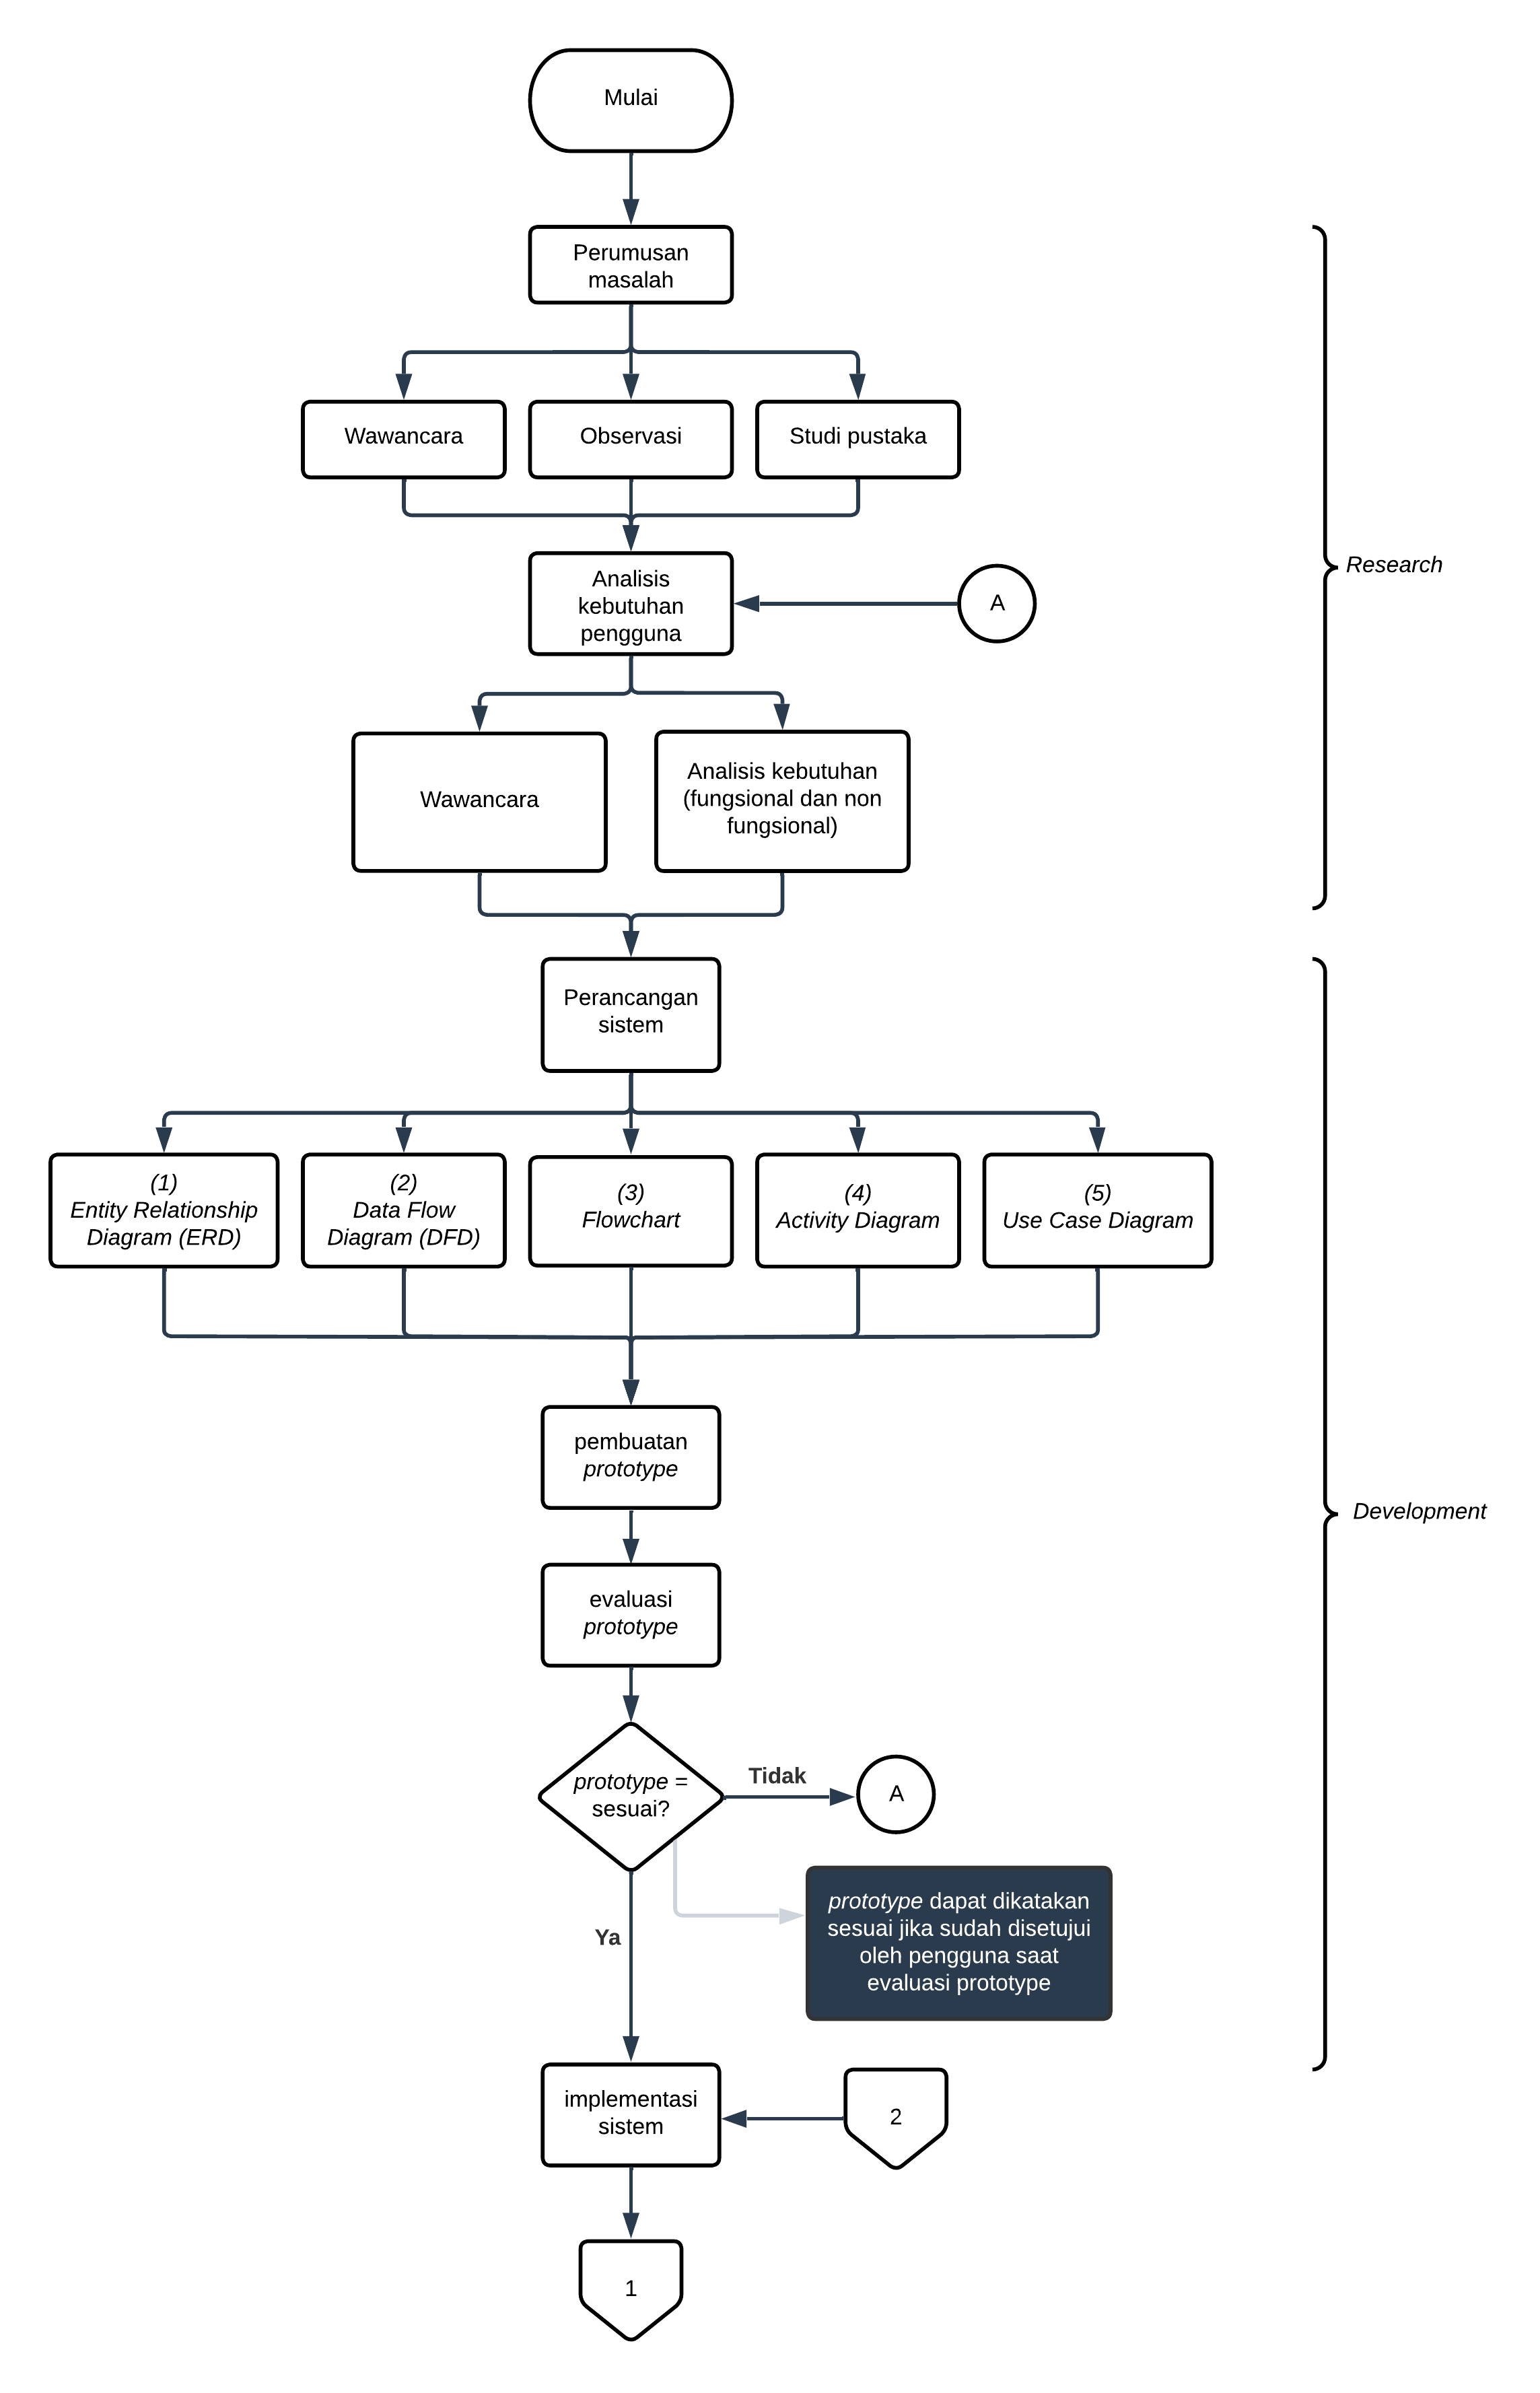 Mulai
Perumusan
masalah
Wawancara
Observasi
Studi pustaka
Analisis
kebutuhan
pengguna
A
Research
Wawancara
Analisis kebutuhan
(fungsional dan non
fungsional)
Perancangan
sistem
(1)
Entity Relationship
Diagram (ERD)
(2)
Data Flow
Diagram (DFD)
(3)
Flowchart
(4)
Activity Diagram
(5)
Use Case Diagram
pembuatan
prototype
Development
evaluasi
prototype
prototype =
sesuai?
Tidak
A
prototype dapat dikatakan
sesuai jika sudah disetujui
oleh pengguna saat
evaluasi prototype
Ya
implementasi
sistem
2
1